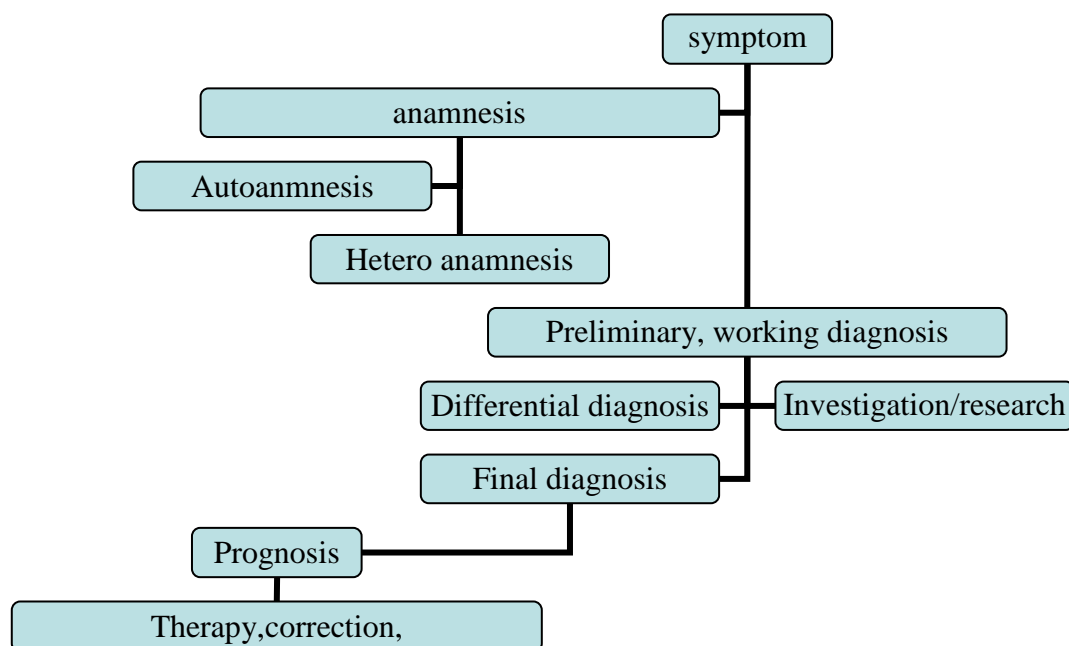 symptom
anamnesis
Autoanmnesis
Hetero anamnesis
Preliminary, working diagnosis
Differential diagnosis
Investigation/research
Final diagnosis
Prognosis
Therapy,correction,